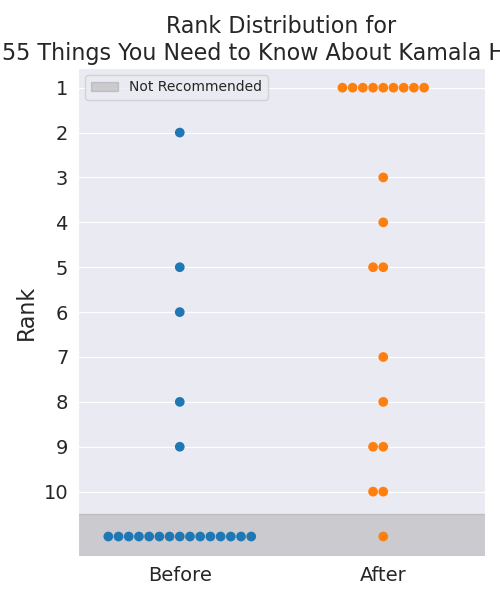 Rank Distribution for
55 Things You Need to Know About Kamala H
Not Recommended
Rank
1
2
3
4
5
6
7
8
9
10
Before
After